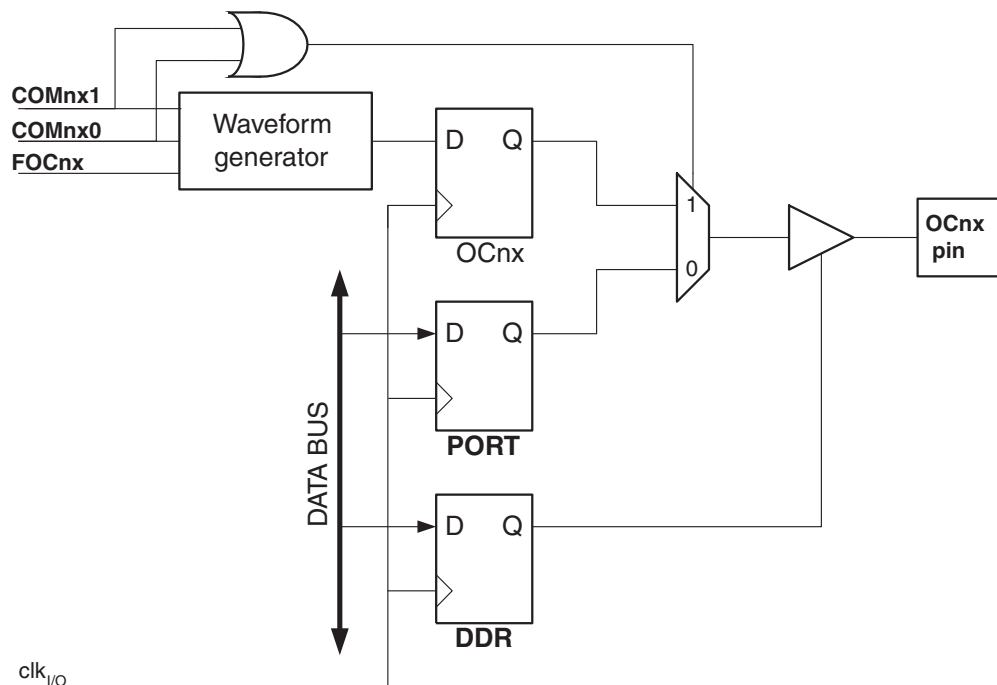 COMnx1
COMnx0
FOCnx
Waveform
generator
D Q
OCnx
1
0
OCnx
pin
D Q
PORT
DATA BUS
D Q
DDR
clkI/O